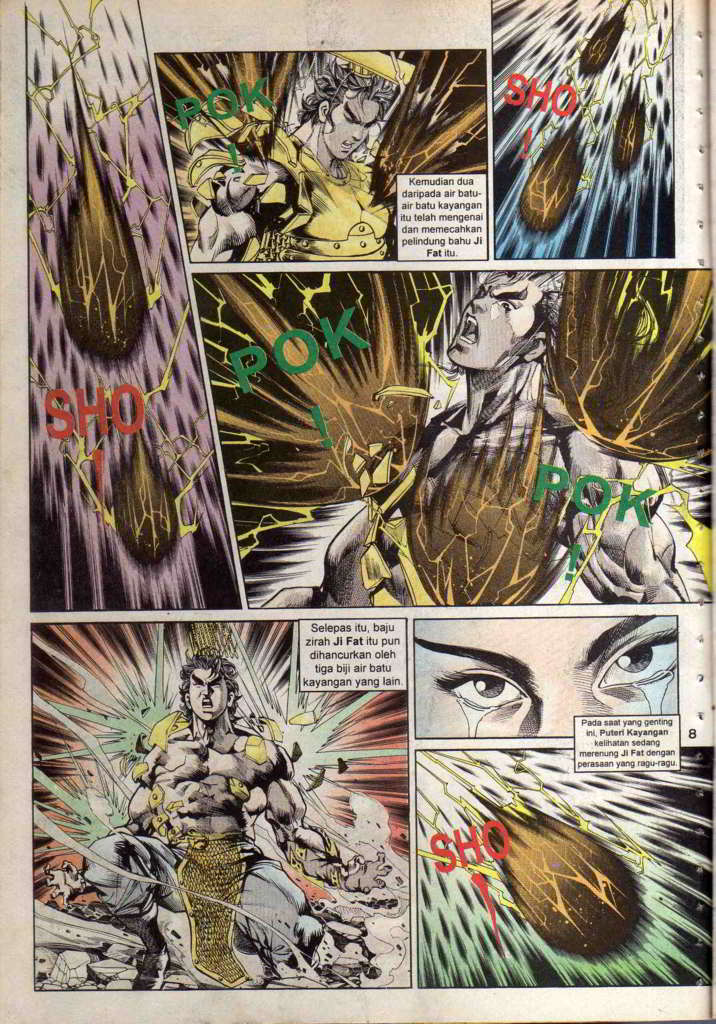 SHO
!
SHO
!
POK
!
Kemudian dua
daripada air batu-
air batu kayangan
itu telah mengenai
dan memecahkan
pelindung bahu Ji
Fat itu.
POK
!
POK
!
Selepas itu, baju
zirah Ji Fat itu pun
dihancurkan oleh
tiga biji air batu
kayangan yang lain.
Pada saat yang genting
ini, Puteri Kayangan
kelihatan sedang
merenung Ji Fat dengan
perasaan yang ragu-ragu.
8
SHO
!